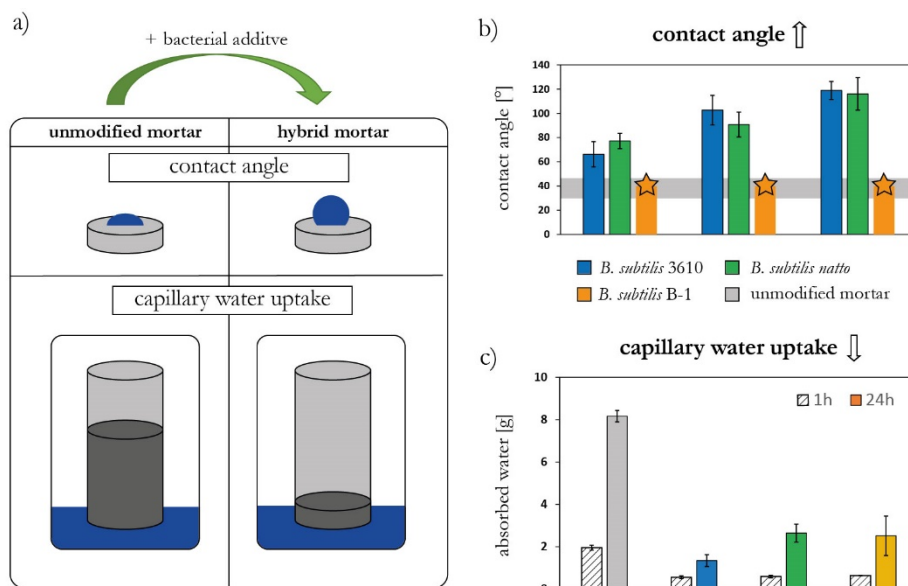 a)
+ bacterial additve
unmodified mortar
hybrid mortar
contact angle
capillary water uptake
b)
contact angle ⇧
contact angle [°]
140
120
100
80
60
40
20
0
B. subtilis 3610
B. subtilis natto
B. subtilis B-1
unmodified mortar
c)
capillary water uptake ⇩
absorbed water [g]
10
8
6
4
2
1h
24h